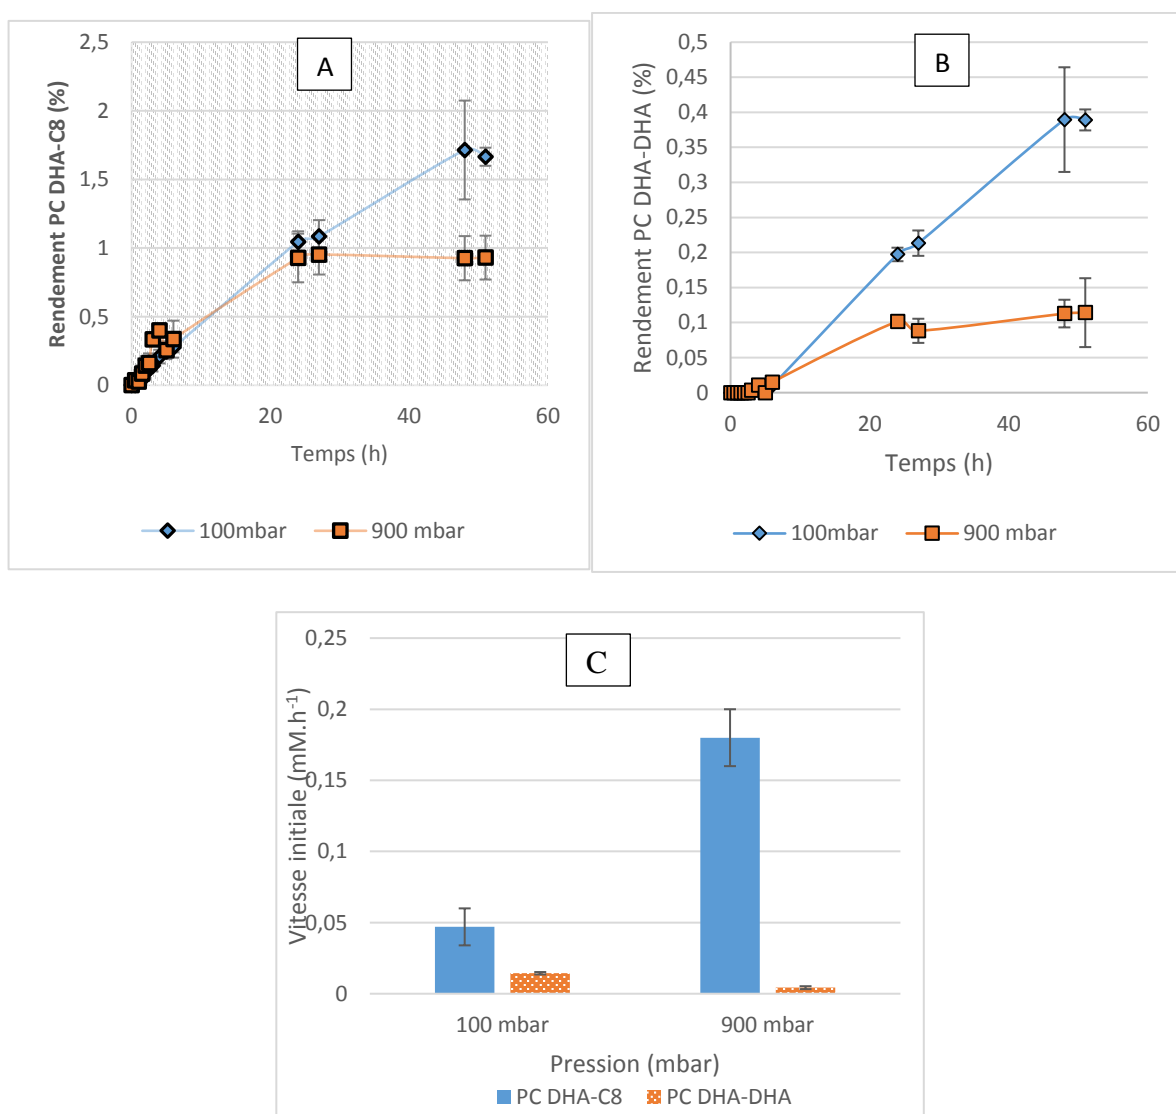 A
Rendement PC DHA-C8 (%)
2,5
2
1,5
1
0,5
0
0 20 40 60
Temps (h)
100mbar 900 mbar
B
Rendement PC DHA-DHA (%)
0,5
0,45
0,4
0,35
0,3
0,25
0,2
0,15
0,1
0,05
0
0 20 40 60
Temps (h)
100mbar 900 mbar
C
Vitesse initiale (mM.h⁻¹)
0,25
0,2
0,15
0,1
0,05
0
100 mbar 900 mbar
Pression (mbar)
PC DHA-C8 PC DHA-DHA